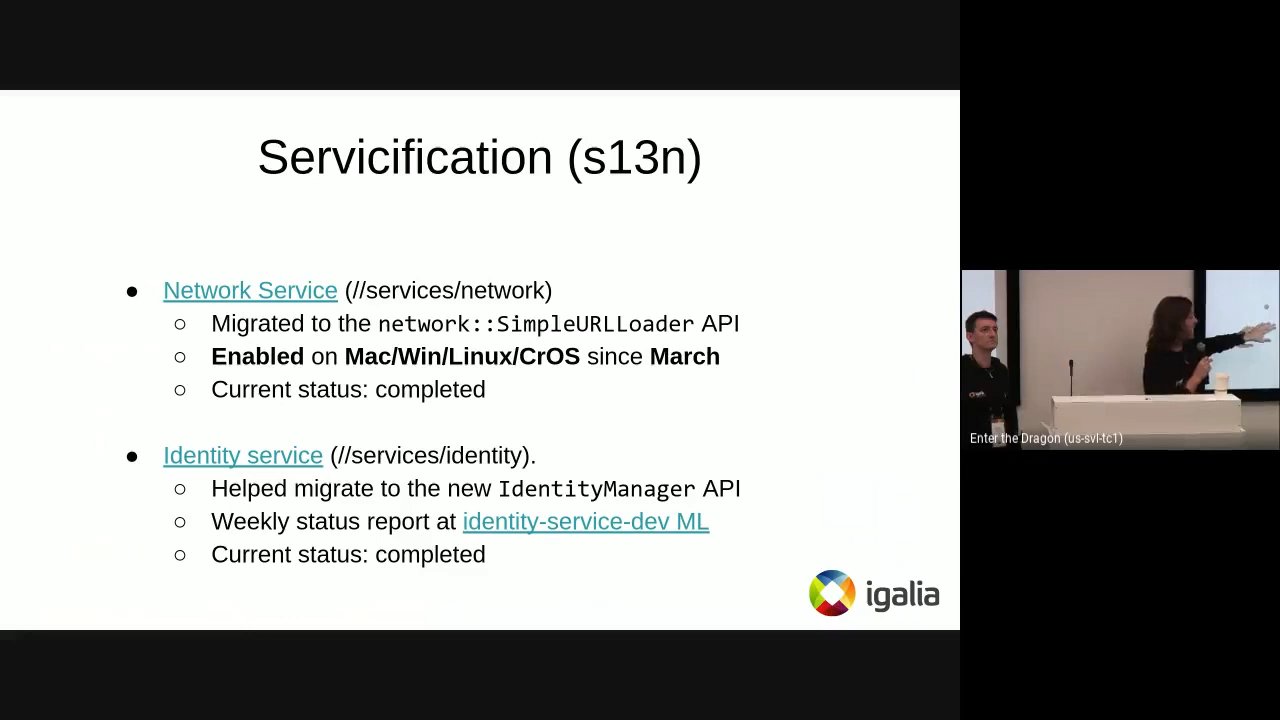 Servicification (s13n)
● Network Service (//services/network)
○ Migrated to the network::SimpleURLLoader API
○ Enabled on Mac/Win/Linux/CrOS since March
○ Current status: completed
● Identity service (//services/identity).
○ Helped migrate to the new IdentityManager API
○ Weekly status report at identity-service-dev ML
○ Current status: completed
igalia
Enter the Dragon (us-svl-tc1)